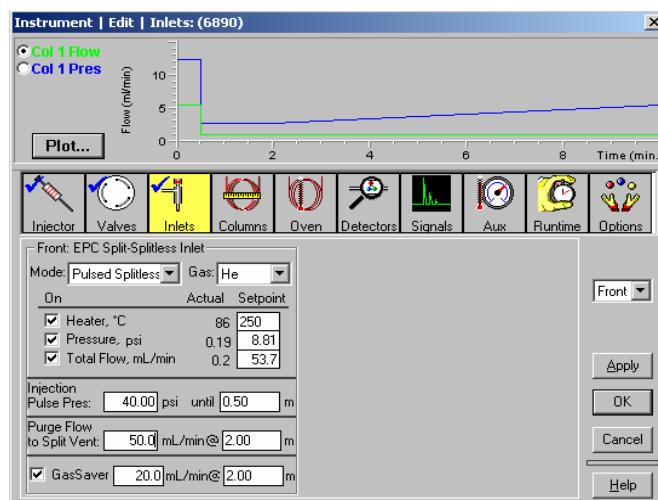 Instrument | Edit | Inlets: (6890)
Col 1 Flow
Col 1 Pres
Plot...
Flow (ml/min)
10
5
0
0 2 4 6 8 Time (min.
Injector Valves Inlets Columns Oven Detectors Signals Aux Runtime Options
Front: EPC Split-Splitless Inlet
Mode: Pulsed Splitless Gas: He
On Actual Setpoint
Heater, °C 86 250
Pressure, psi 0.19 8.81
Total Flow, mL/min 0.2 53.7
Injection
Pulse Pres: 40.00 psi until 0.50 m
Purge Flow
to Split Vent: 50.0 mL/min@ 2.00 m
GasSaver 20.0 mL/min@ 2.00 m
Front
Apply
OK
Cancel
Help